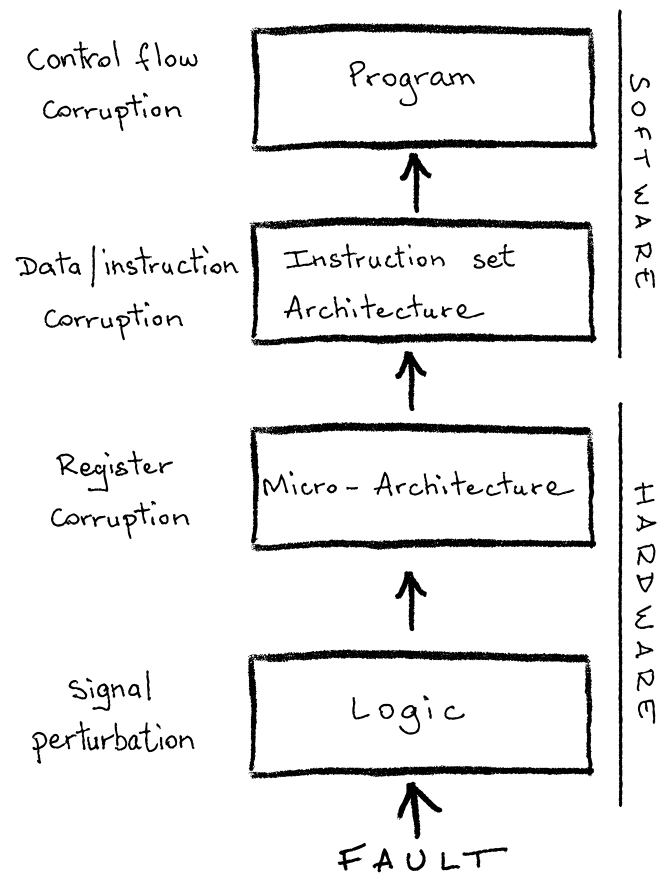 Control flow
Corruption
Program
Data/instruction
Corruption
Instruction set
Architecture
SOFTWARE
Register
Corruption
Micro-Architecture
Signal
perturbation
Logic
HARDWARE
FAULT